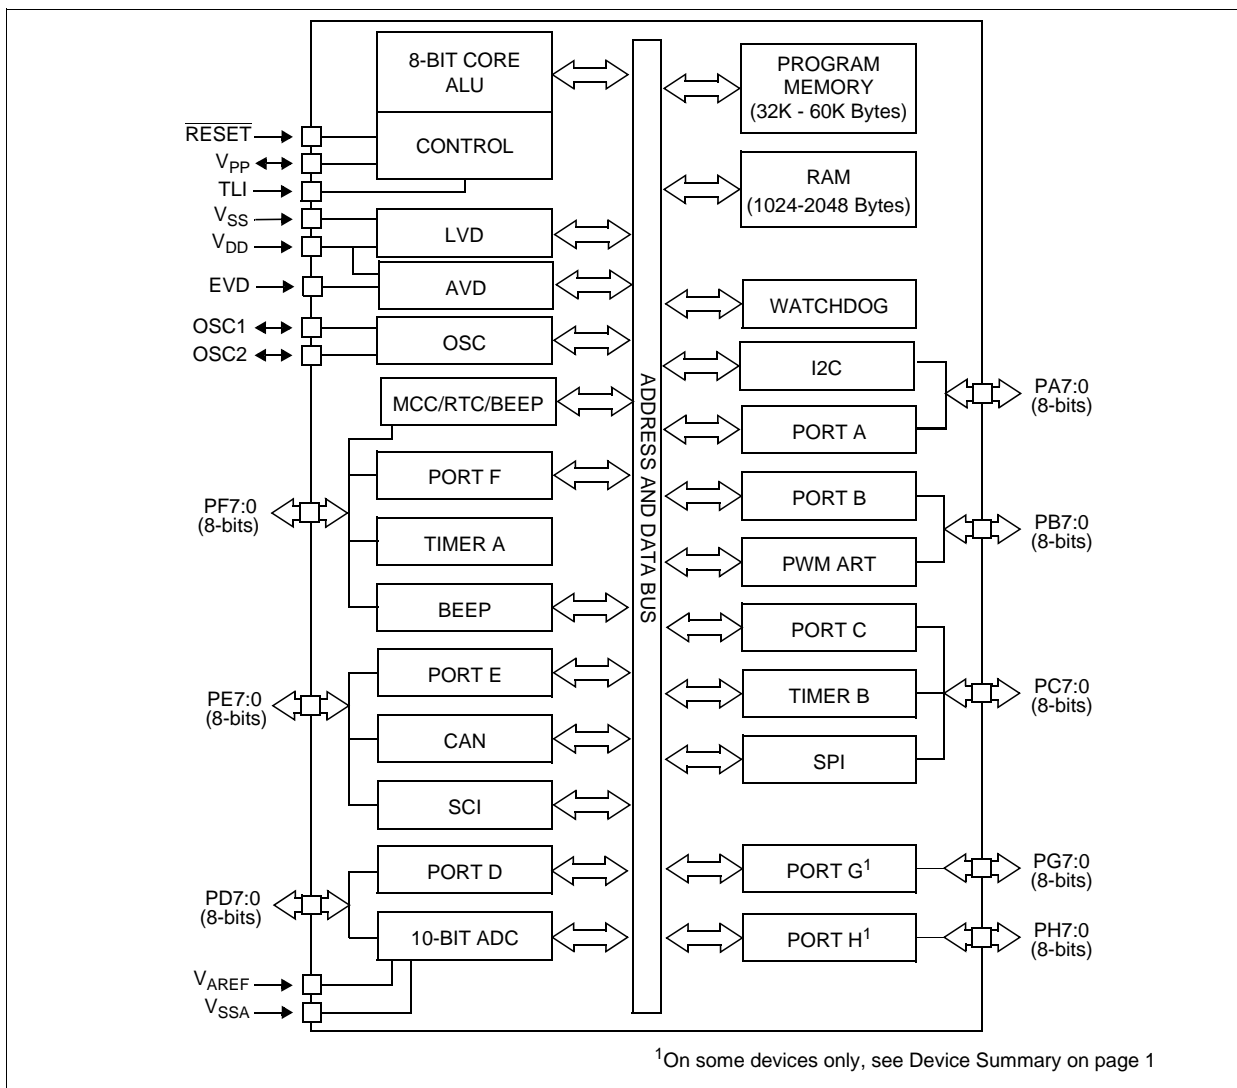 8-BIT CORE
ALU
CONTROL
RESET
VPP
TLI
VSS
VDD
EVD
OSC1
OSC2
LVD
AVD
OSC
MCC/RTC/BEEP
PORT F
TIMER A
BEEP
PF7:0
(8-bits)
PORT E
CAN
SCI
PE7:0
(8-bits)
PORT D
10-BIT ADC
PD7:0
(8-bits)
VAREF
VSSA
ADDRESS AND DATA BUS
PROGRAM
MEMORY
(32K - 60K Bytes)
RAM
(1024-2048 Bytes)
WATCHDOG
I2C
PORT A
PA7:0
(8-bits)
PORT B
PWM ART
PB7:0
(8-bits)
PORT C
TIMER B
SPI
PC7:0
(8-bits)
PORT G1
PG7:0
(8-bits)
PORT H1
PH7:0
(8-bits)
1On some devices only, see Device Summary on page 1